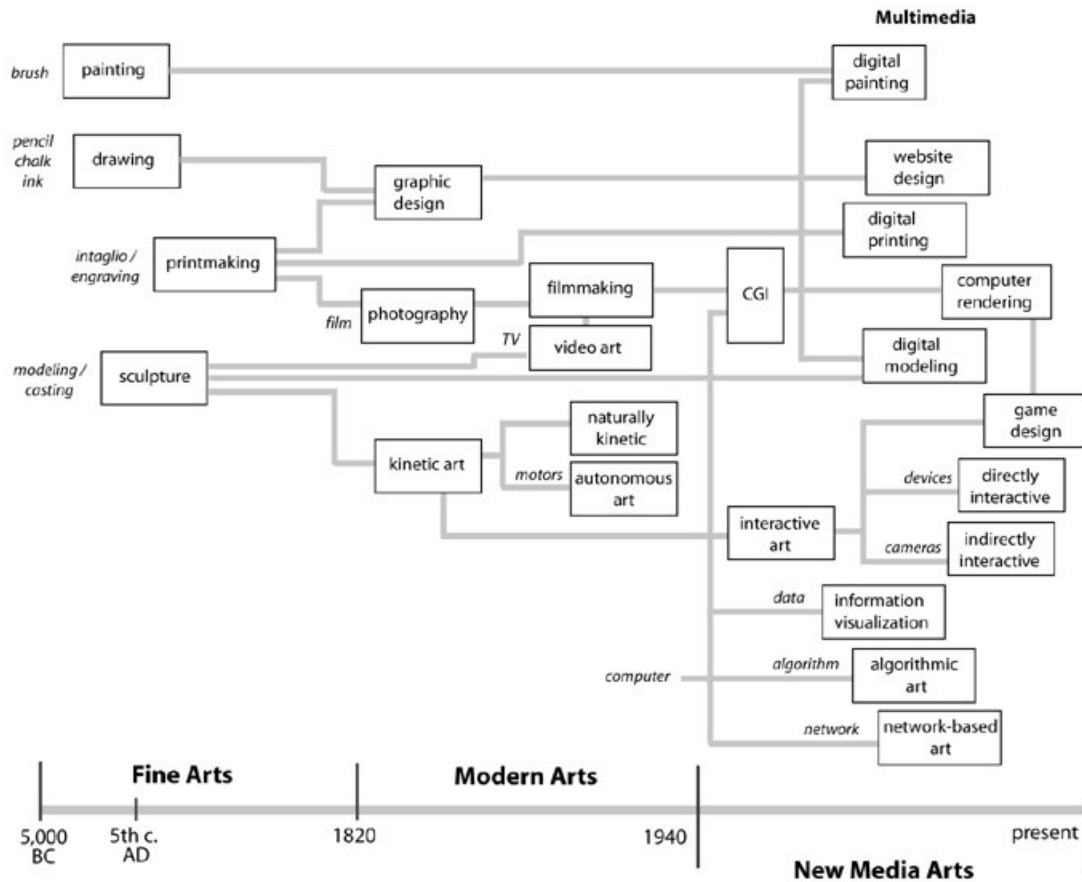 Multimedia
brush
painting
digital
painting
pencil
chalk
ink
drawing
graphic
design
website
design
intaglio /
engraving
printmaking
digital
printing
film
photography
filmmaking
CGI
computer
rendering
TV
video art
modeling /
casting
sculpture
digital
modeling
game
design
kinetic art
naturally
kinetic
motors
autonomous
art
devices
directly
interactive
interactive
art
cameras
indirectly
interactive
data
information
visualization
computer
algorithm
algorithmic
art
network
network-based
art
Fine Arts
Modern Arts
5,000
BC
5th c.
AD
1820
1940
present
New Media Arts